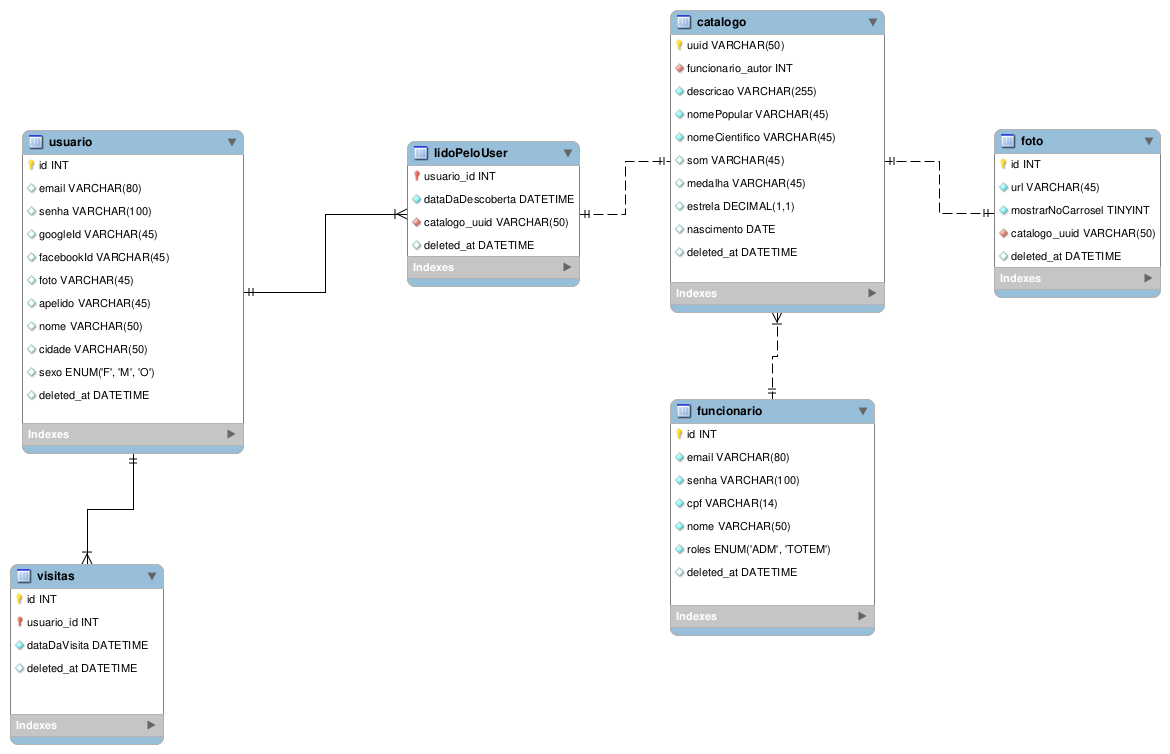 usuario
id INT
email VARCHAR(80)
senha VARCHAR(100)
googleId VARCHAR(45)
facebookId VARCHAR(45)
foto VARCHAR(45)
apelido VARCHAR(45)
nome VARCHAR(50)
cidade VARCHAR(50)
sexo ENUM('F', 'M', 'O')
deleted_at DATETIME
Indexes
visitas
id INT
usuario_id INT
dataDaVisita DATETIME
deleted_at DATETIME
Indexes
lidoPeloUser
usuario_id INT
dataDaDescoberta DATETIME
catalogo_uuid VARCHAR(50)
deleted_at DATETIME
Indexes
catalogo
uuid VARCHAR(50)
funcionario_autor INT
descricao VARCHAR(255)
nomePopular VARCHAR(45)
nomeCientifico VARCHAR(45)
som VARCHAR(45)
medalha VARCHAR(45)
estrela DECIMAL(1,1)
nascimento DATE
deleted_at DATETIME
Indexes
funcionario
id INT
email VARCHAR(80)
senha VARCHAR(100)
cpf VARCHAR(14)
nome VARCHAR(50)
roles ENUM('ADM', 'TOTEM')
deleted_at DATETIME
Indexes
foto
id INT
url VARCHAR(45)
mostrarNoCarrosel TINYINT
catalogo_uuid VARCHAR(50)
deleted_at DATETIME
Indexes